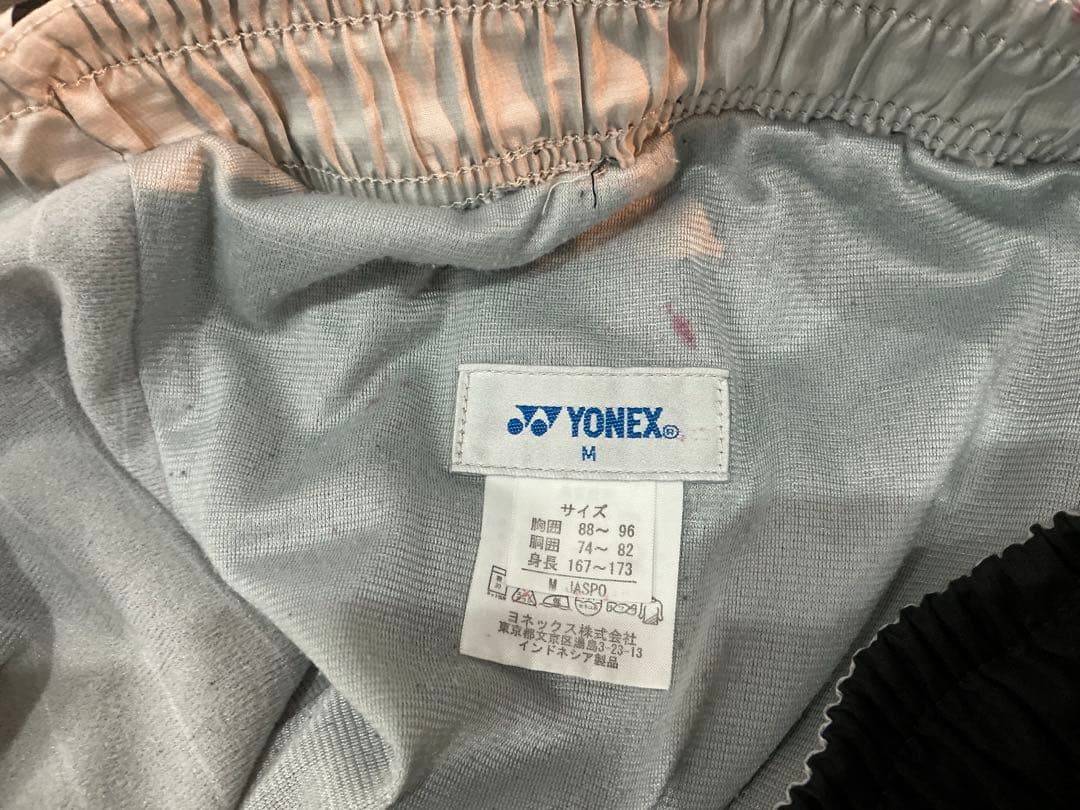 YONEX®
M
サイズ
胸囲 88～ 96
胴囲 74～ 82
身長 167～173
M JASPO
ヨネックス株式会社
東京都文京区湯島3-23-13
インドネシア製品